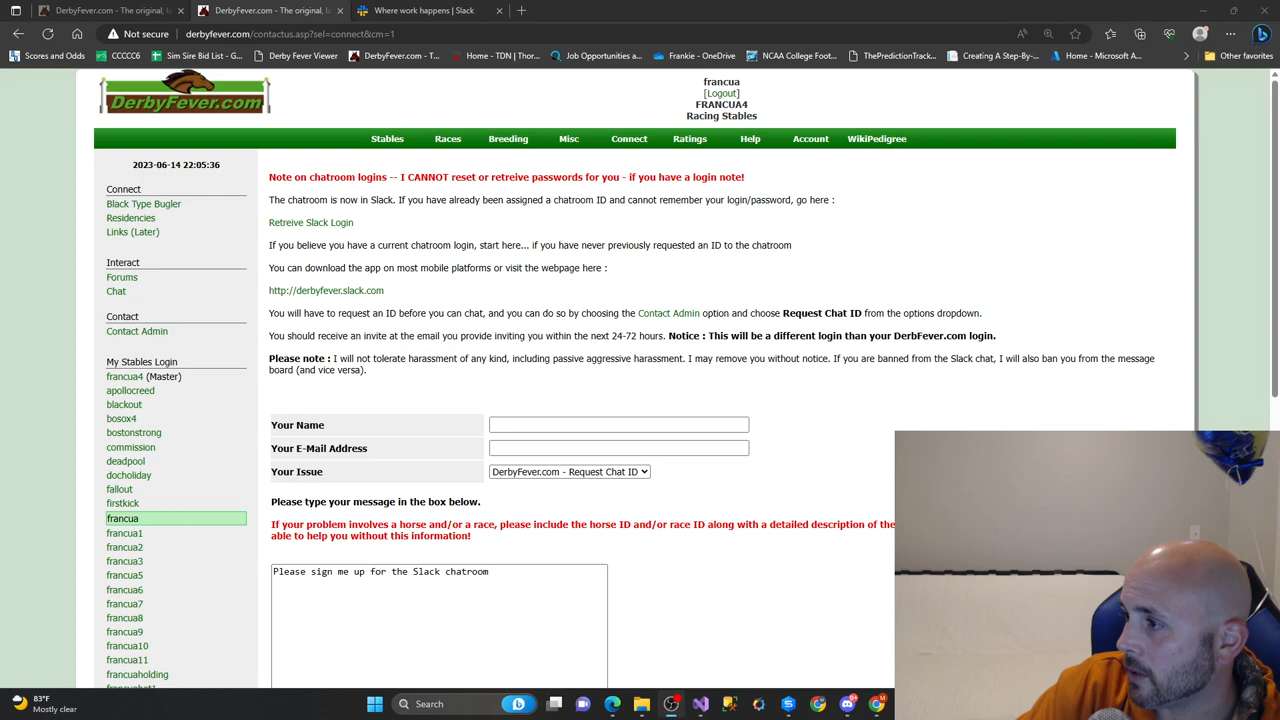 DerbyFever.com - The original, l
DerbyFever.com - The original, l
Where work happens | Slack
Not secure
derbyfever.com/contactus.asp?sel=connect&cm=1
Scores and Odds
CCCCC6
Sim Sire Bid List - G...
Derby Fever Viewer
DerbyFever.com - T...
Home - TDN | Thor...
Job Opportunities a...
Frankie - OneDrive
NCAA College Foot...
ThePredictionTrack...
Creating A Step-By-...
Home - Microsoft A...
Other favorites
DerbyFever.com
francua
[Logout]
FRANCUA4
Racing Stables
Stables
Races
Breeding
Misc
Connect
Ratings
Help
Account
WikiPedigree
2023-06-14 22:05:36
Connect
Black Type Bugler
Residencies
Links (Later)
Interact
Forums
Chat
Contact
Contact Admin
My Stables Login
francua4 (Master)
apollocreed
blackout
bosox4
bostonstrong
commission
deadpool
docholiday
fallout
firstkick
francua
francua1
francua2
francua3
francua5
francua6
francua7
francua8
francua9
francua10
francua11
francuaholding
Note on chatroom logins -- I CANNOT reset or retreive passwords for you - if you have a login note!
The chatroom is now in Slack. If you have already been assigned a chatroom ID and cannot remember your login/password, go here :
Retreive Slack Login
If you believe you have a current chatroom login, start here... if you have never previously requested an ID to the chatroom
You can download the app on most mobile platforms or visit the webpage here :
http://derbyfever.slack.com
You will have to request an ID before you can chat, and you can do so by choosing the Contact Admin option and choose Request Chat ID from the options dropdown.
You should receive an invite at the email you provide inviting you within the next 24-72 hours. Notice : This will be a different login than your DerbFever.com login.
Please note : I will not tolerate harassment of any kind, including passive aggressive harassment. I may remove you without notice. If you are banned from the Slack chat, I will also ban you from the message
board (and vice versa).
Your Name
Your E-Mail Address
Your Issue
DerbyFever.com - Request Chat ID
Please type your message in the box below.
If your problem involves a horse and/or a race, please include the horse ID and/or race ID along with a detailed description of the
able to help you without this information!
Please sign me up for the Slack chatroom
83°F
Mostly clear
Search